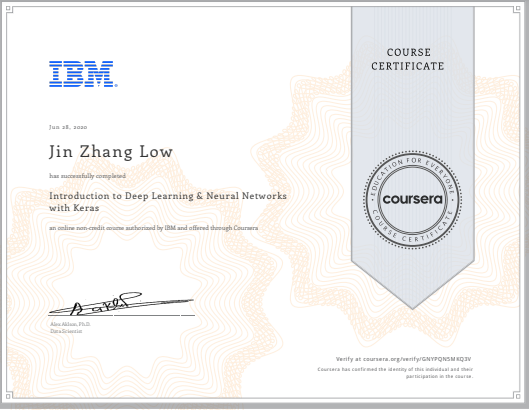 IBM
COURSE
CERTIFICATE
Jun 28, 2020
Jin Zhang Low
has successfully completed
Introduction to Deep Learning & Neural Networks
with Keras
an online non-credit course authorized by IBM and offered through Coursera
EDUCATION FOR EVERYONE
coursera
COURSE CERTIFICATE
Alex Aklson, Ph.D.
Data Scientist
Verify at coursera.org/verify/GNYPQNSMXQ3V
Coursera has confirmed the identity of this individual and their
participation in the course.